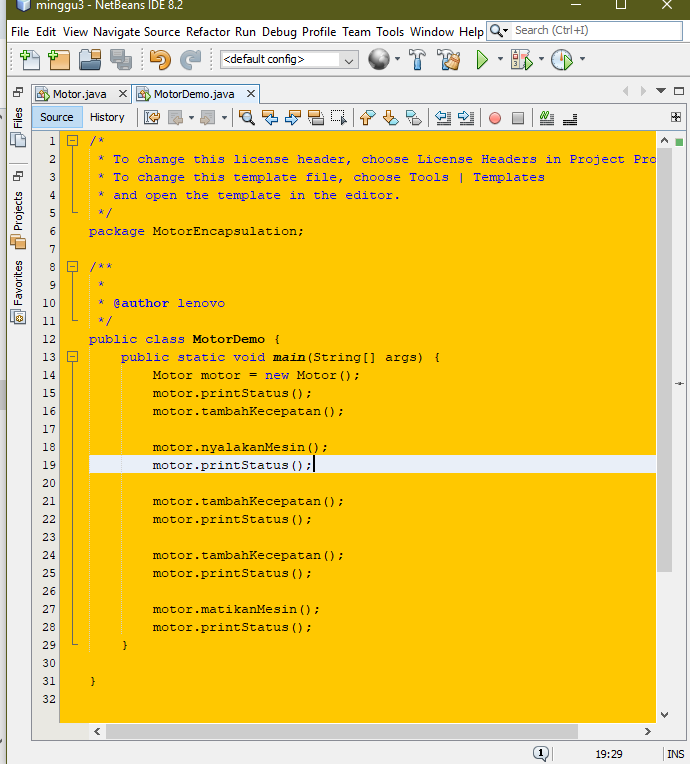 minggu3 - NetBeans IDE 8.2
File Edit View Navigate Source Refactor Run Debug Profile Team Tools Window Help
Search (Ctrl+I)
<default config>
Motor.java
MotorDemo.java
Source History
Files
Projects
Favorites
1 /*
2  * To change this license header, choose License Headers in Project Pro
3  * To change this template file, choose Tools | Templates
4  * and open the template in the editor.
5  */
6 package MotorEncapsulation;
7
8 /**
9  *
10  * @author lenovo
11  */
12 public class MotorDemo {
13     public static void main(String[] args) {
14         Motor motor = new Motor();
15         motor.printStatus();
16         motor.tambahKecepatan();
18         motor.nyalakanMesin();
19         motor.printStatus();
20
21         motor.tambahKecepatan();
22         motor.printStatus();
23
24         motor.tambahKecepatan();
25         motor.printStatus();
26
27         motor.matikanMesin();
28         motor.printStatus();
29     }
30
31 }
32
1
19:29
INS